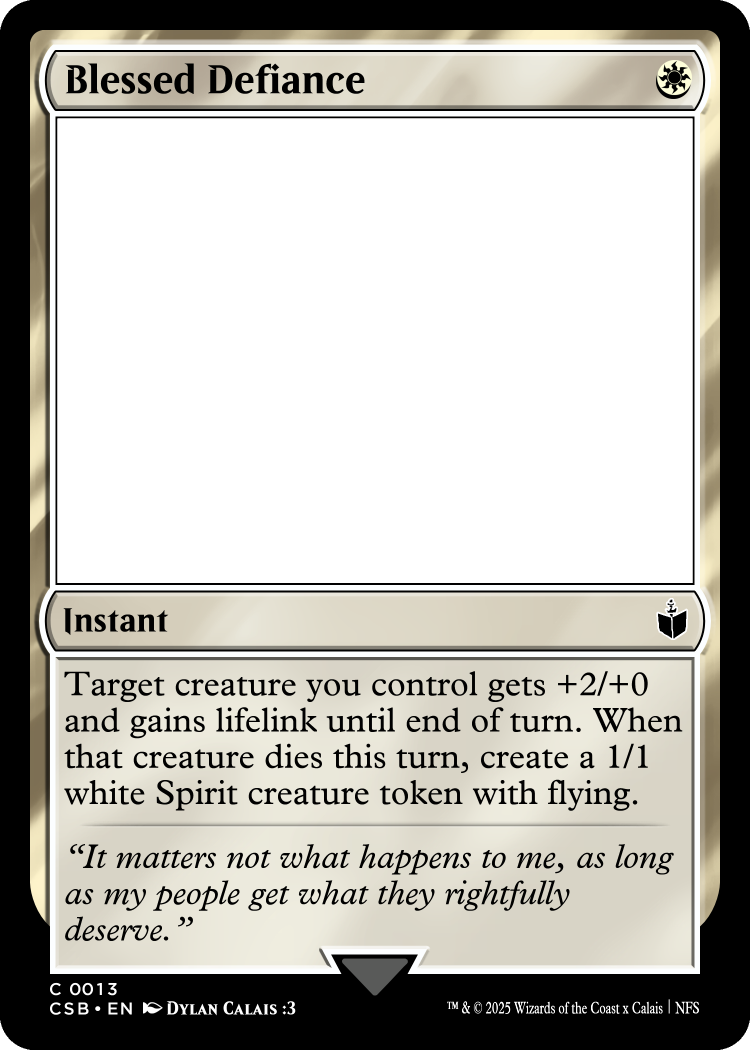 Blessed Defiance
Instant
Target creature you control gets +2/+0
and gains lifelink until end of turn. When
that creature dies this turn, create a 1/1
white Spirit creature token with flying.
“It matters not what happens to me, as long
as my people get what they rightfully
deserve.”
C 0013
CSB • EN Dylan Calais :3
™ & © 2025 Wizards of the Coast x Calais | NFS